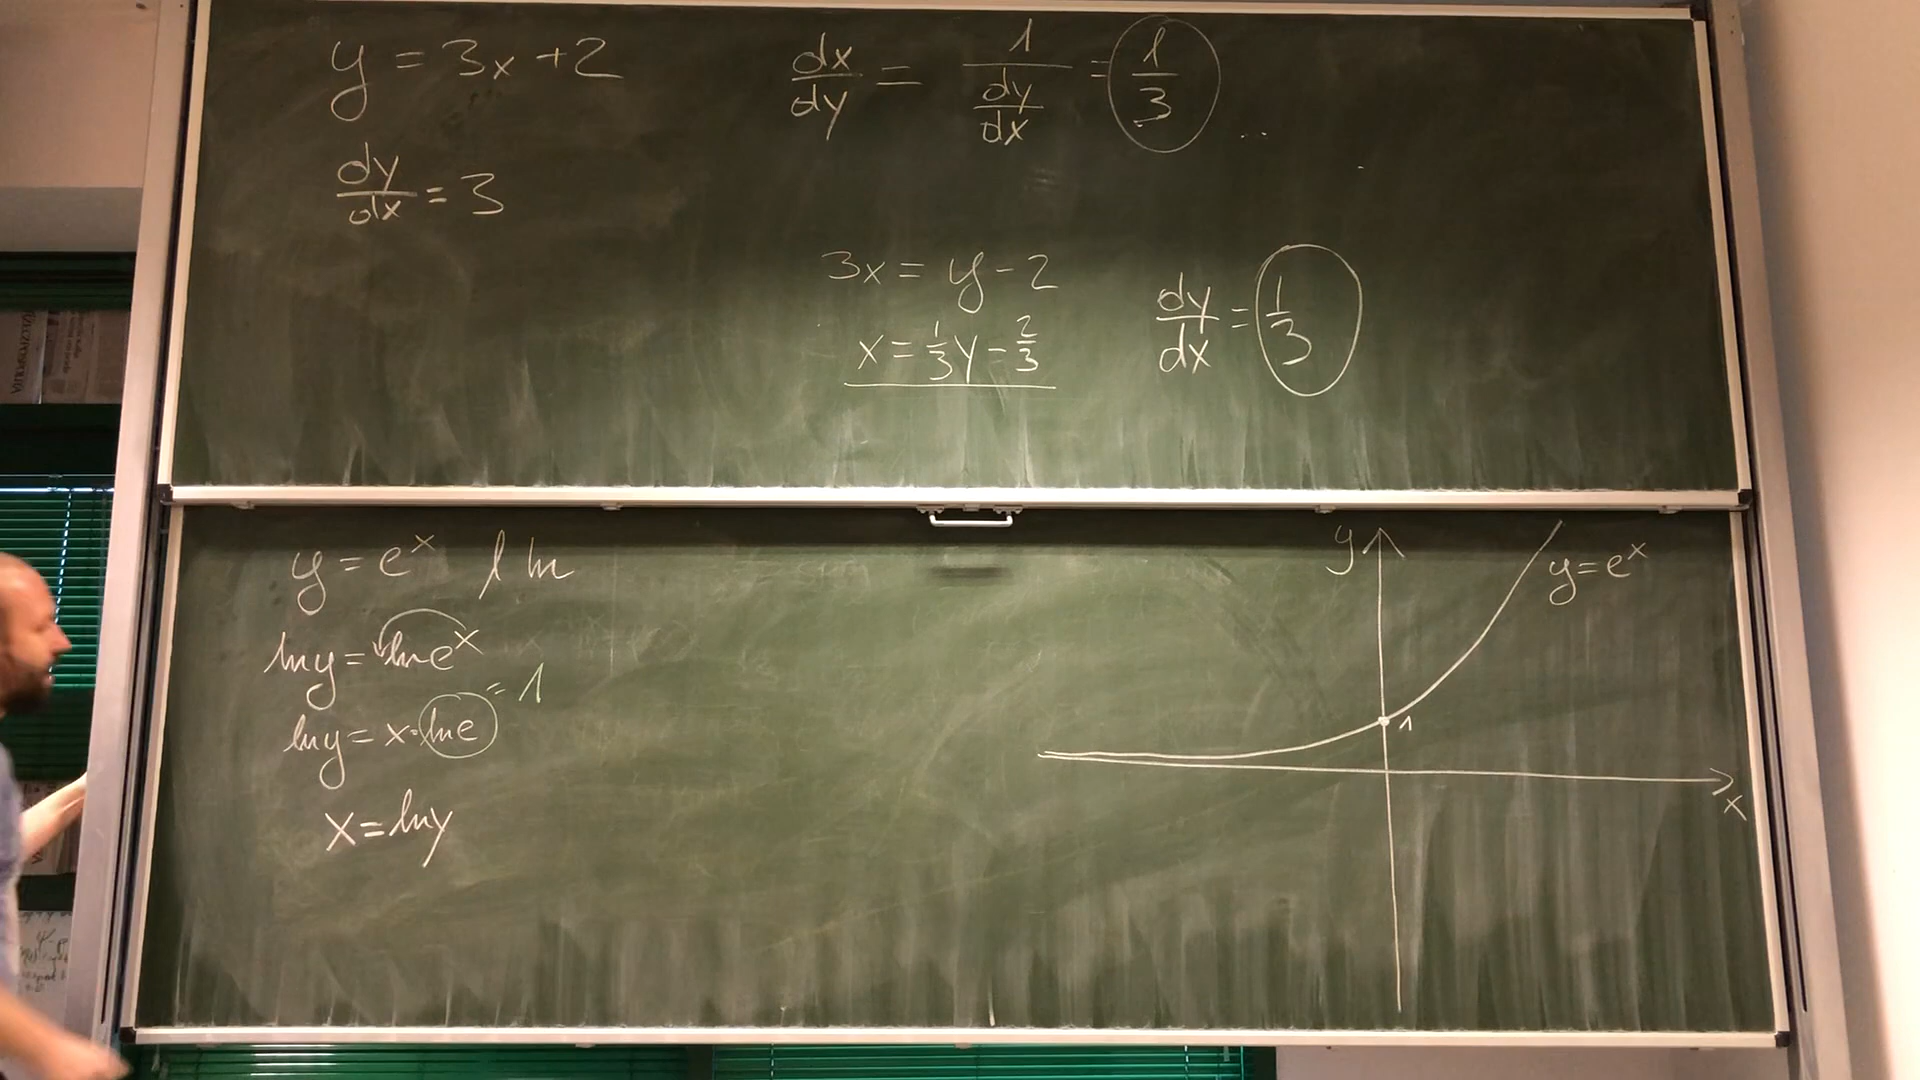 y = 3x + 2
dy/dx = 3
dx/dy = 1/(dy/dx) = 1/3 ...
3x = y - 2
x = 1/3 y - 2/3
dy/dx = 1/3
y = e^x / ln
ln y = ln e^x
ln y = x · ln e = 1
x = ln y
y
y = e^x
1
x